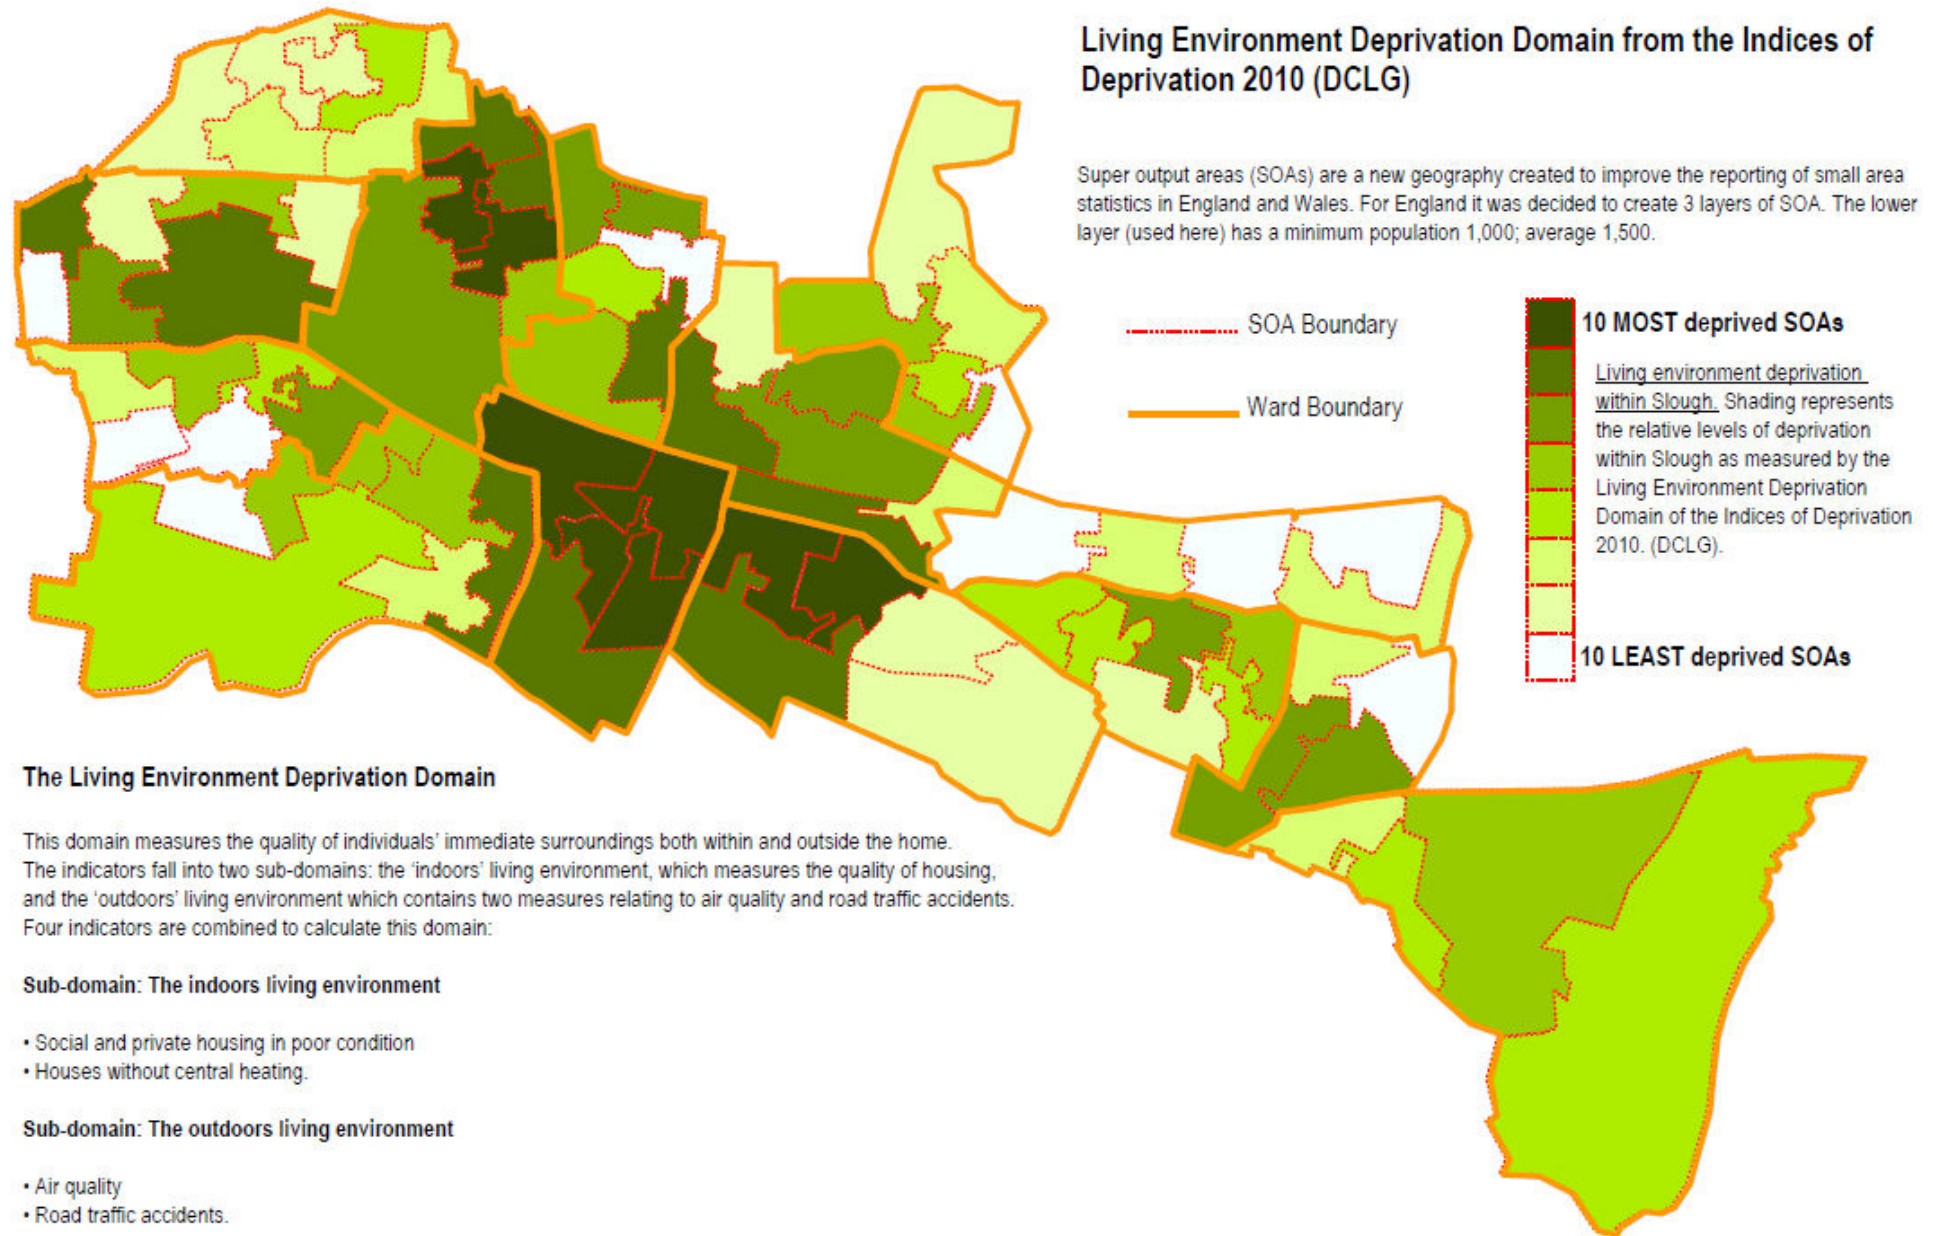 Living Environment Deprivation Domain from the Indices of
Deprivation 2010 (DCLG)
Super output areas (SOAs) are a new geography created to improve the reporting of small area
statistics in England and Wales. For England it was decided to create 3 layers of SOA. The lower
layer (used here) has a minimum population 1,000; average 1,500.
SOA Boundary
Ward Boundary
10 MOST deprived SOAs
Living environment deprivation
within Slough. Shading represents
the relative levels of deprivation
within Slough as measured by the
Living Environment Deprivation
Domain of the Indices of Deprivation
2010. (DCLG).
10 LEAST deprived SOAs
The Living Environment Deprivation Domain
This domain measures the quality of individuals’ immediate surroundings both within and outside the home.
The indicators fall into two sub-domains: the ‘indoors’ living environment, which measures the quality of housing,
and the ‘outdoors’ living environment which contains two measures relating to air quality and road traffic accidents.
Four indicators are combined to calculate this domain:
Sub-domain: The indoors living environment
• Social and private housing in poor condition
• Houses without central heating.
Sub-domain: The outdoors living environment
• Air quality
• Road traffic accidents.